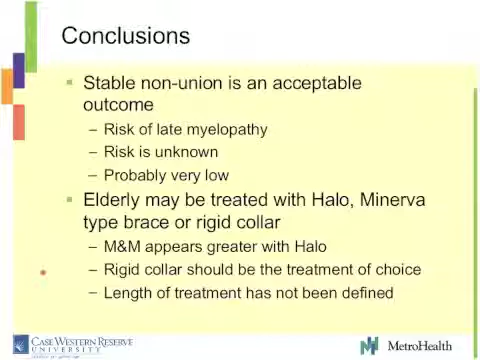 Conclusions
Stable non-union is an acceptable
outcome
– Risk of late myelopathy
– Risk is unknown
– Probably very low
Elderly may be treated with Halo, Minerva
type brace or rigid collar
– M&M appears greater with Halo
– Rigid collar should be the treatment of choice
– Length of treatment has not been defined
CASE WESTERN RESERVE
UNIVERSITY
MetroHealth